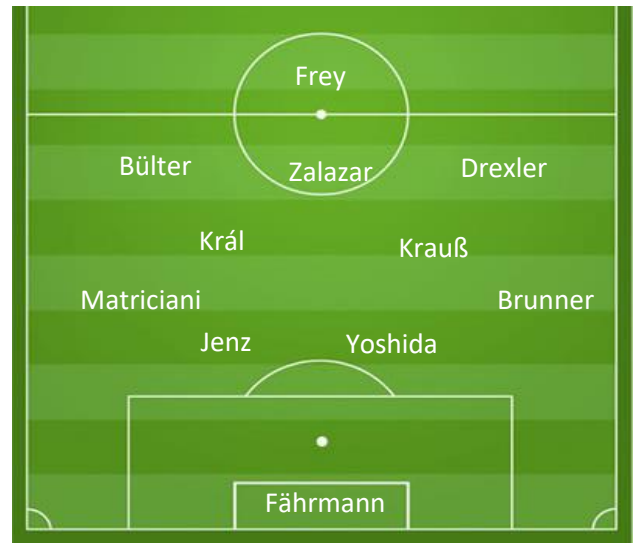 Frey
Bülter Zalazar Drexler
Král Krauß
Matriciani Brunner
Jenz Yoshida
Fährmann